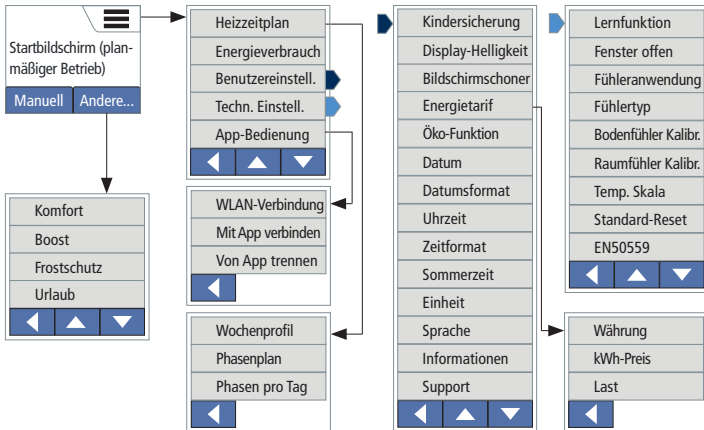 Startbildschirm (plan-
mäßiger Betrieb)
Manuell
Andere...
Komfort
Boost
Frostschutz
Urlaub
Heizzeitplan
Energieverbrauch
Benutzereinstell.
Techn. Einstell.
App-Bedienung
WLAN-Verbindung
Mit App verbinden
Von App trennen
Wochenprofil
Phasenplan
Phasen pro Tag
Kindersicherung
Display-Helligkeit
Bildschirmschoner
Energietarif
Öko-Funktion
Datum
Datumsformat
Uhrzeit
Zeitformat
Sommerzeit
Einheit
Sprache
Informationen
Support
Lernfunktion
Fenster offen
Fühleranwendung
Fühlertyp
Bodenfühler Kalibr.
Raumfühler Kalibr.
Temp. Skala
Standard-Reset
EN50559
Währung
kWh-Preis
Last